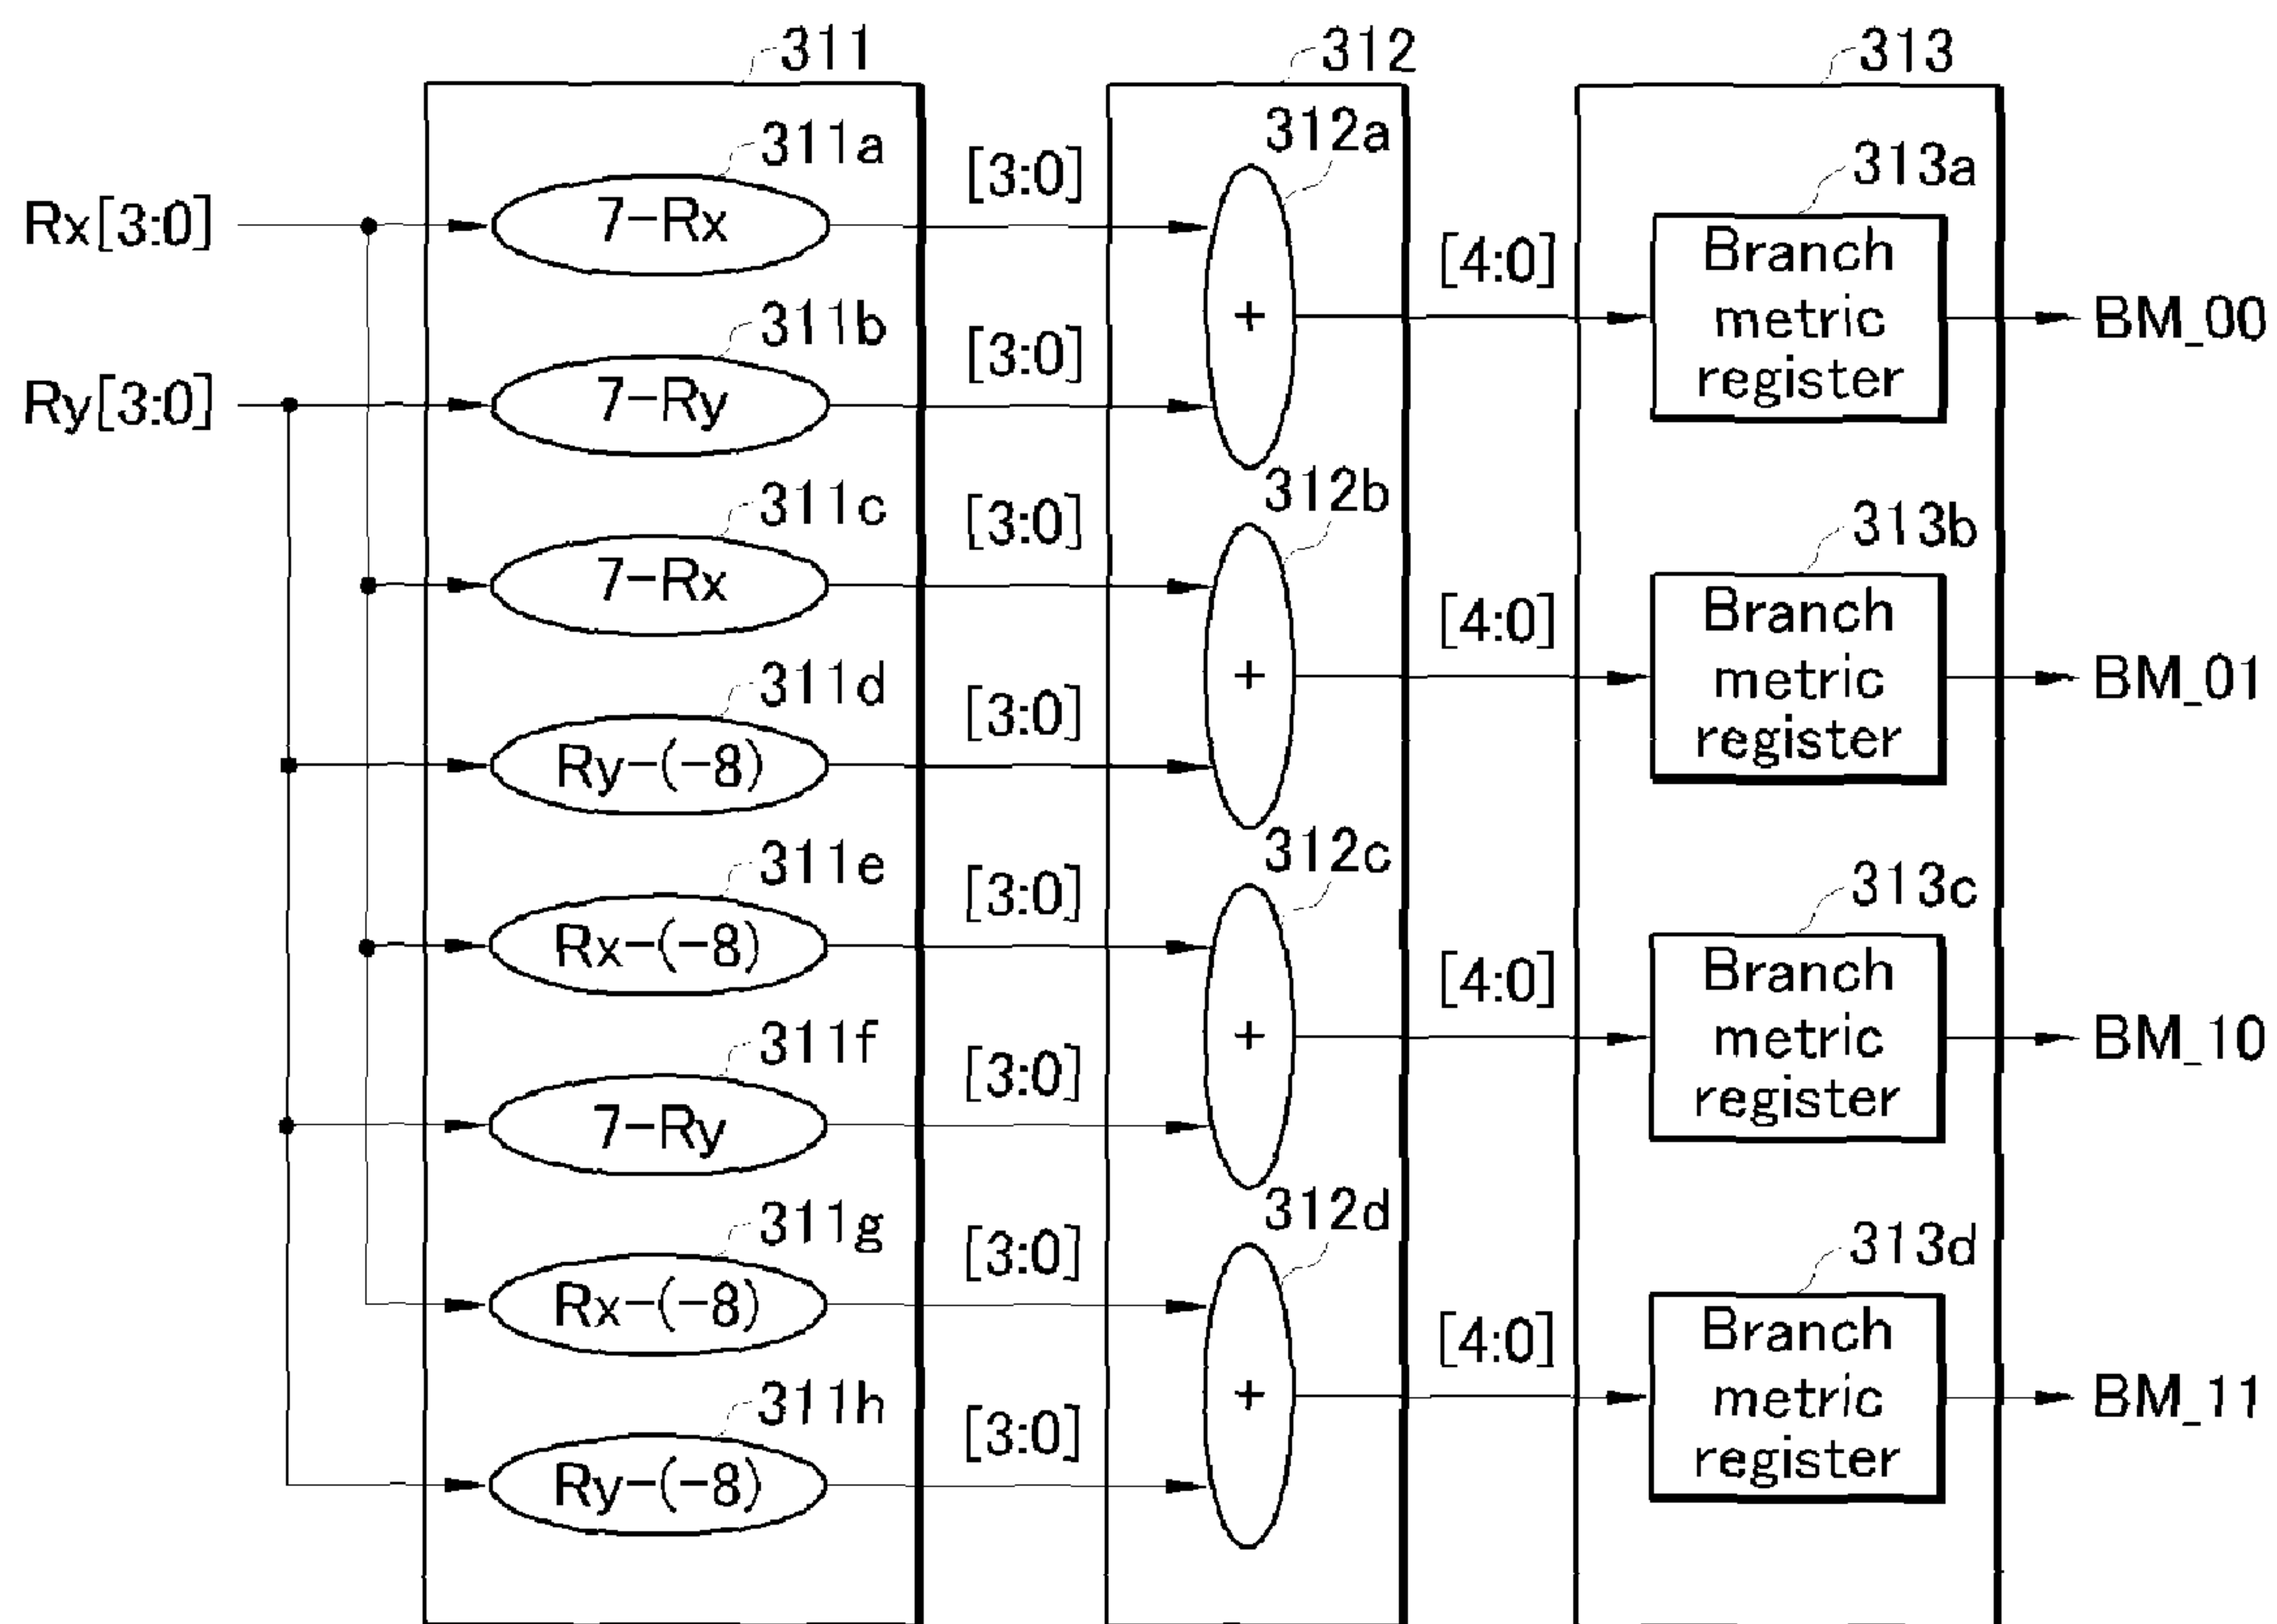 311
312
313
311a
[3:0]
312a
313a
Rx[3:0]
7-Rx
Branch
metric
register
[4:0]
+
BM_00
311b
[3:0]
Ry[3:0]
7-Ry
311c
[3:0]
312b
313b
7-Rx
Branch
metric
register
[4:0]
+
BM_01
311d
[3:0]
Ry-(-8)
311e
[3:0]
312c
313c
Rx-(-8)
Branch
metric
register
[4:0]
+
BM_10
311f
[3:0]
7-Ry
311g
[3:0]
312d
313d
Rx-(-8)
Branch
metric
register
[4:0]
+
BM_11
311h
[3:0]
Ry-(-8)